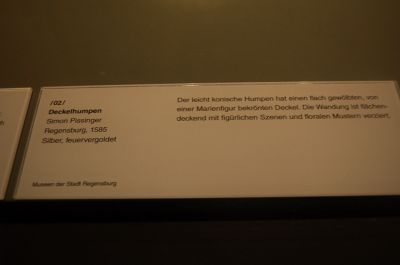 /02/
Deckelhumpen
Simon Pissinger
Regensburg, 1585
Silber, feuervergoldet
Der leicht konische Humpen hat einen flach gewölbten, von
einer Marienfigur bekrönten Deckel. Die Wandung ist flächen-
deckend mit figürlichen Szenen und floralen Mustern verziert.
Museen der Stadt Regensburg